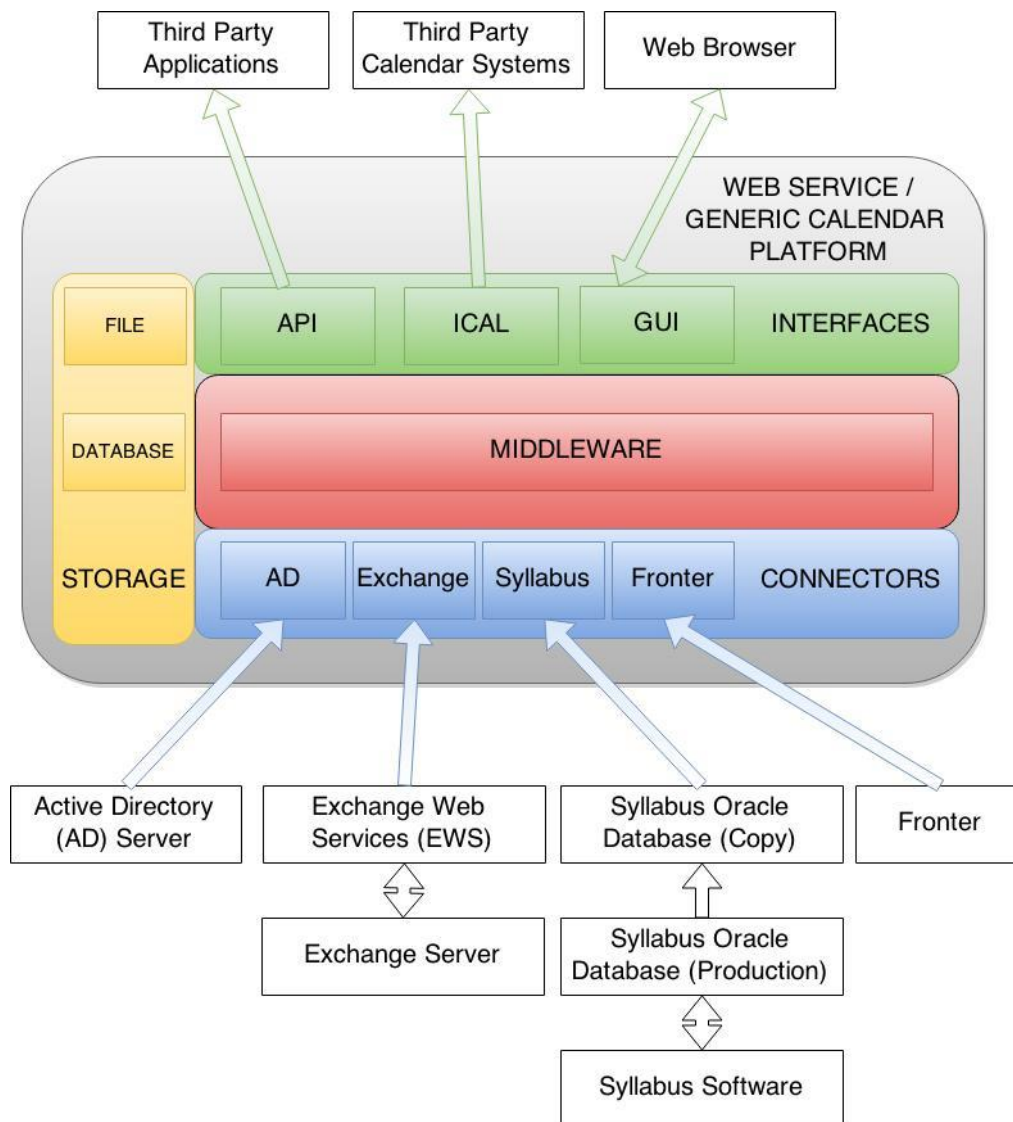 Third Party
Applications
Third Party
Calendar Systems
Web Browser
WEB SERVICE /
GENERIC CALENDAR
PLATFORM
FILE
API
ICAL
GUI
INTERFACES
DATABASE
MIDDLEWARE
STORAGE
AD
Exchange
Syllabus
Fronter
CONNECTORS
Active Directory
(AD) Server
Exchange Web
Services (EWS)
Syllabus Oracle
Database (Copy)
Fronter
Exchange Server
Syllabus Oracle
Database (Production)
Syllabus Software